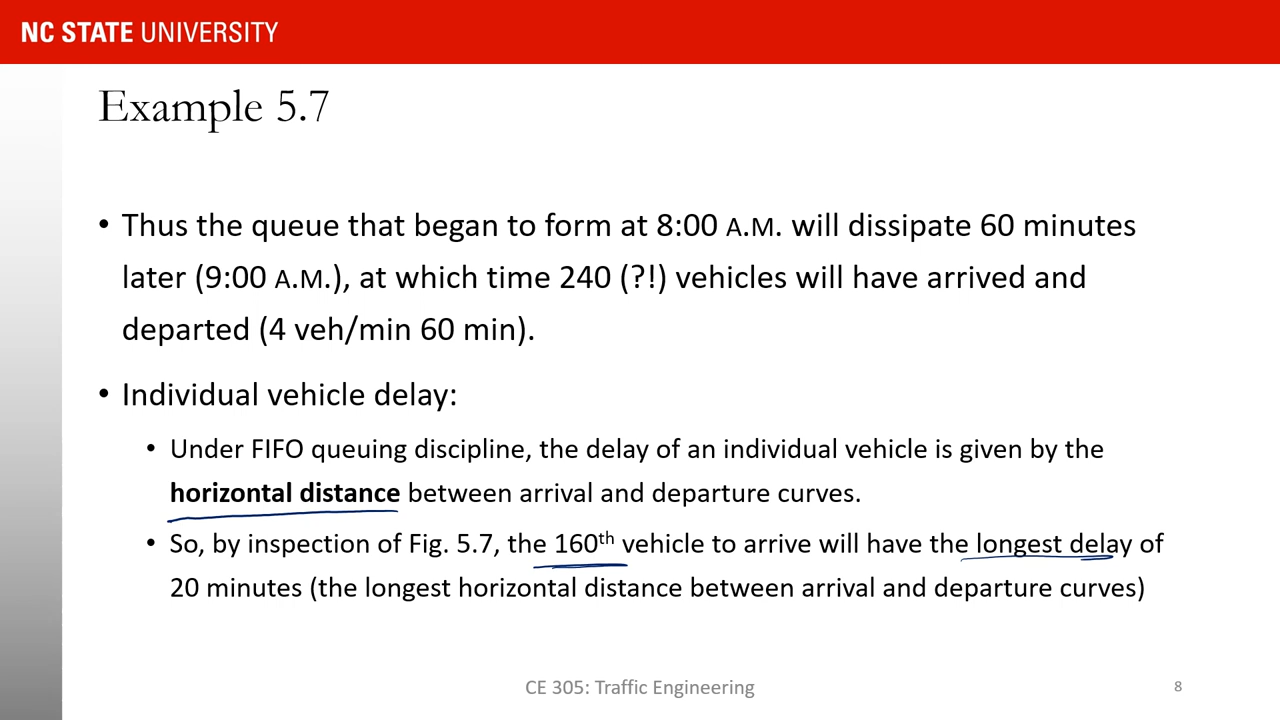 NC STATE UNIVERSITY
Example 5.7
• Thus the queue that began to form at 8:00 A.M. will dissipate 60 minutes
later (9:00 A.M.), at which time 240 (?!) vehicles will have arrived and
departed (4 veh/min 60 min).
• Individual vehicle delay:
• Under FIFO queuing discipline, the delay of an individual vehicle is given by the
horizontal distance between arrival and departure curves.
• So, by inspection of Fig. 5.7, the 160th vehicle to arrive will have the longest delay of
20 minutes (the longest horizontal distance between arrival and departure curves)
CE 305: Traffic Engineering
8